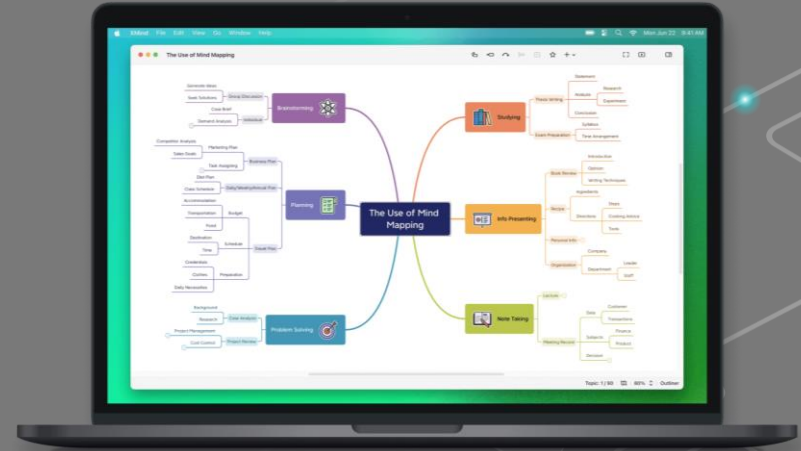 XMind File Edit View Go Window Help
Mon Jun 22 9:41 AM
The Use of Mind Mapping
Generate Ideas
Seek Solutions
Group Discussion
Case Brief
Demand Analysis
Individual
Brainstorming
Competitor Analysis
Sales Goals
Marketing Plan
Task Assigning
Business Plan
Diet Plan
Class Schedule
Daily/Weekly/Annual Plan
Accommodation
Transportation
Food
Budget
Destination
Time
Schedule
Travel Plan
Credentials
Clothes
Daily Necessities
Preparation
Planning
Background
Research
Case Analysis
Project Management
Cost Control
Project Review
Problem Solving
The Use of Mind
Mapping
Studying
Thesis Writing
Statement
Analysis
Research
Experiment
Conclusion
Exam Preparation
Syllabus
Time Arrangement
Info Presenting
Book Review
Introduction
Opinion
Writing Techniques
Recipe
Ingredients
Directions
Steps
Cooking Advice
Tools
Personal Info
Organization
Company
Department
Leader
Staff
Note Taking
Lecture
Meeting Record
Data
Customer
Transactions
Subjects
Finance
Product
Decision
Topic: 1 / 90
80%
Outliner